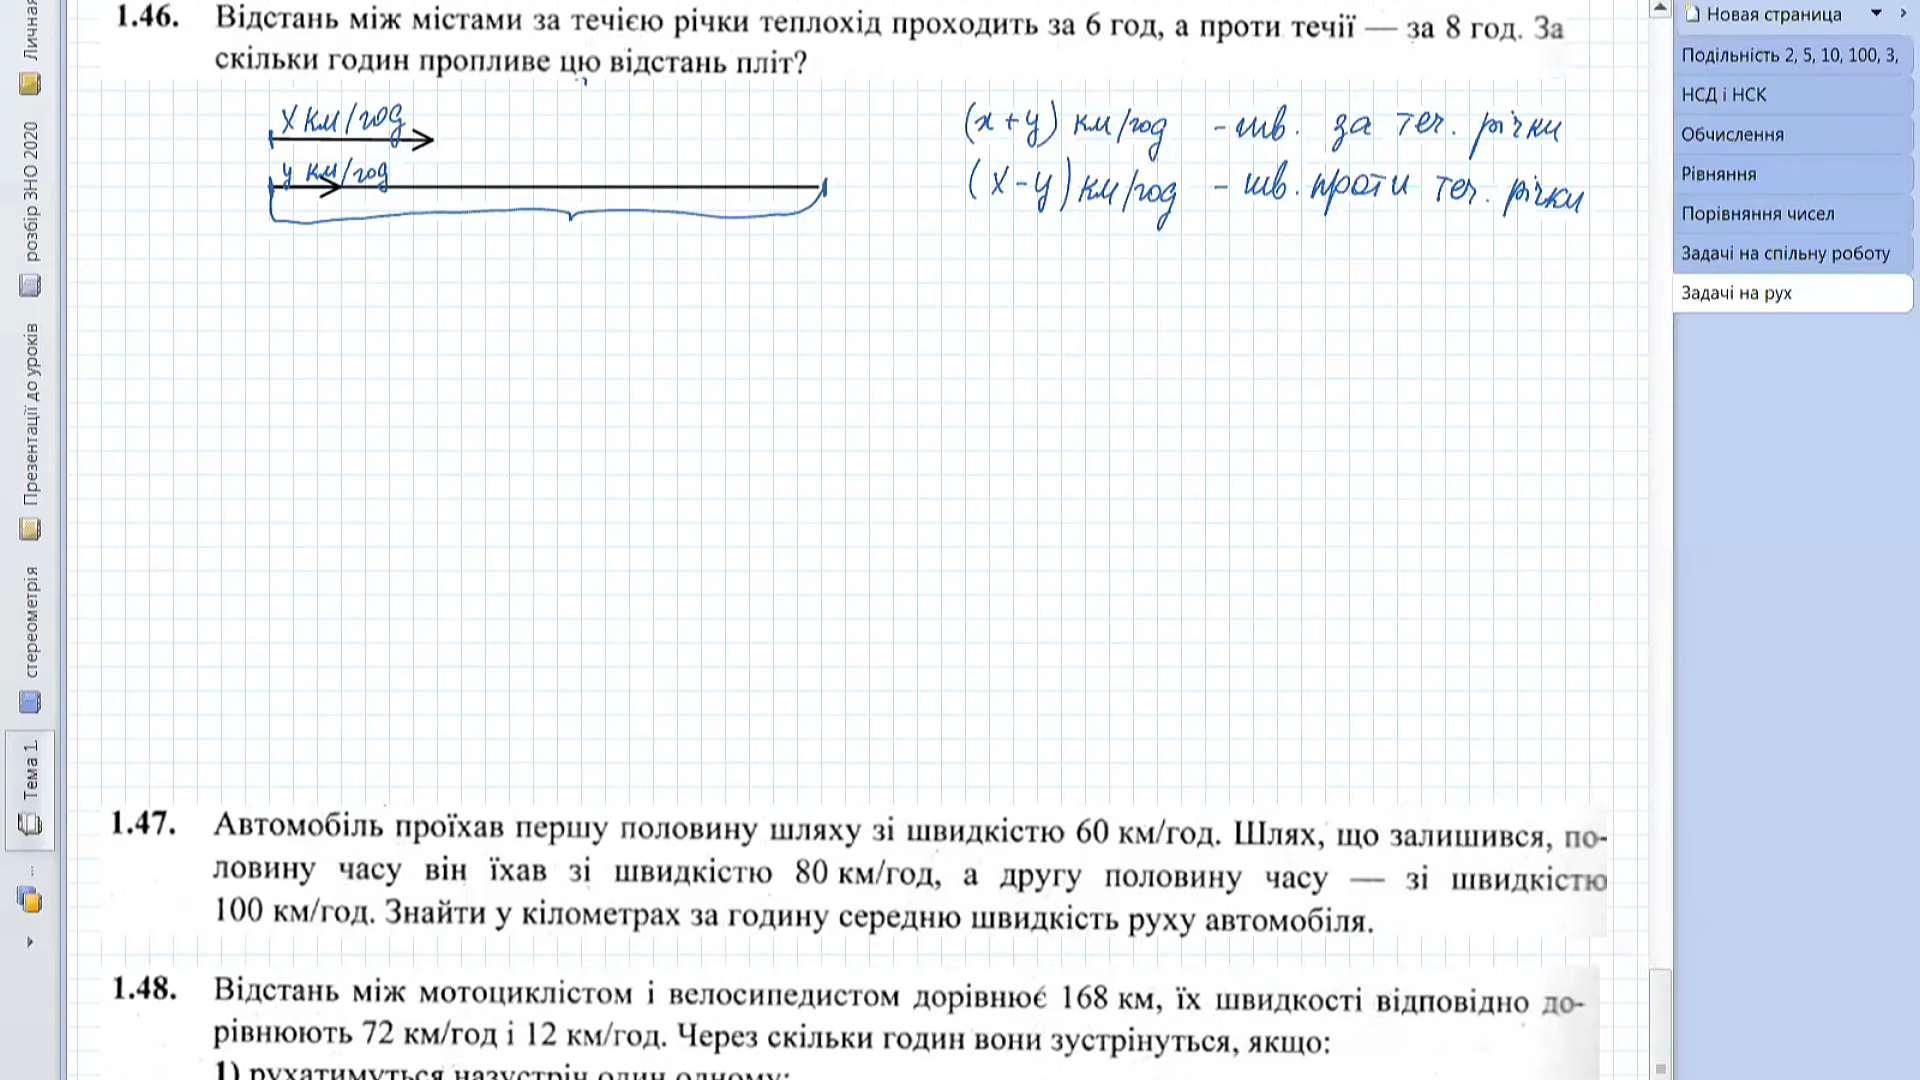 1.46. Відстань між містами за течією річки теплохід проходить за 6 год, а проти течії — за 8 год. За
скільки годин пропливе цю відстань пліт?
x км/год
y км/год
(x + y) км/год - шв. за теч. річки
(x - y) км/год - шв. проти теч. річки
1.47. Автомобіль проїхав першу половину шляху зі швидкістю 60 км/год. Шлях, що залишився, по-
ловину часу він їхав зі швидкістю 80 км/год, а другу половину часу — зі швидкістю
100 км/год. Знайти у кілометрах за годину середню швидкість руху автомобіля.
1.48. Відстань між мотоциклістом і велосипедистом дорівнює 168 км, їх швидкості відповідно до-
рівнюють 72 км/год і 12 км/год. Через скільки годин вони зустрінуться, якщо:
1) рухатимуться назустріч один одному;
Личная
розбір ЗНО 2020
Презентації до уроків
стереометрія
Тема 1.
...
Новая страница
Подільність 2, 5, 10, 100, 3,
НСД і НСК
Обчислення
Рівняння
Порівняння чисел
Задачі на спільну роботу
Задачі на рух